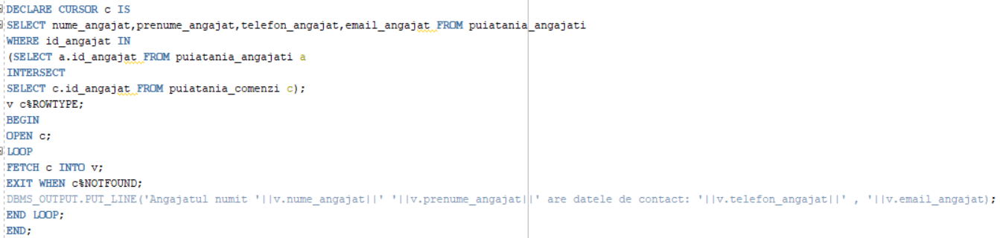 DECLARE CURSOR c IS
SELECT nume_angajat,prenume_angajat,telefon_angajat,email_angajat FROM puiatania_angajati
WHERE id_angajat IN
(SELECT a.id_angajat FROM puiatania_angajati a
INTERSECT
SELECT c.id_angajat FROM puiatania_comenzi c);
v c%ROWTYPE;
BEGIN
OPEN c;
LOOP
FETCH c INTO v;
EXIT WHEN c%NOTFOUND;
DBMS_OUTPUT.PUT_LINE('Angajatul numit '||v.nume_angajat||' '||v.prenume_angajat||' are datele de contact: '||v.telefon_angajat||' , '||v.email_angajat);
END LOOP;
END;